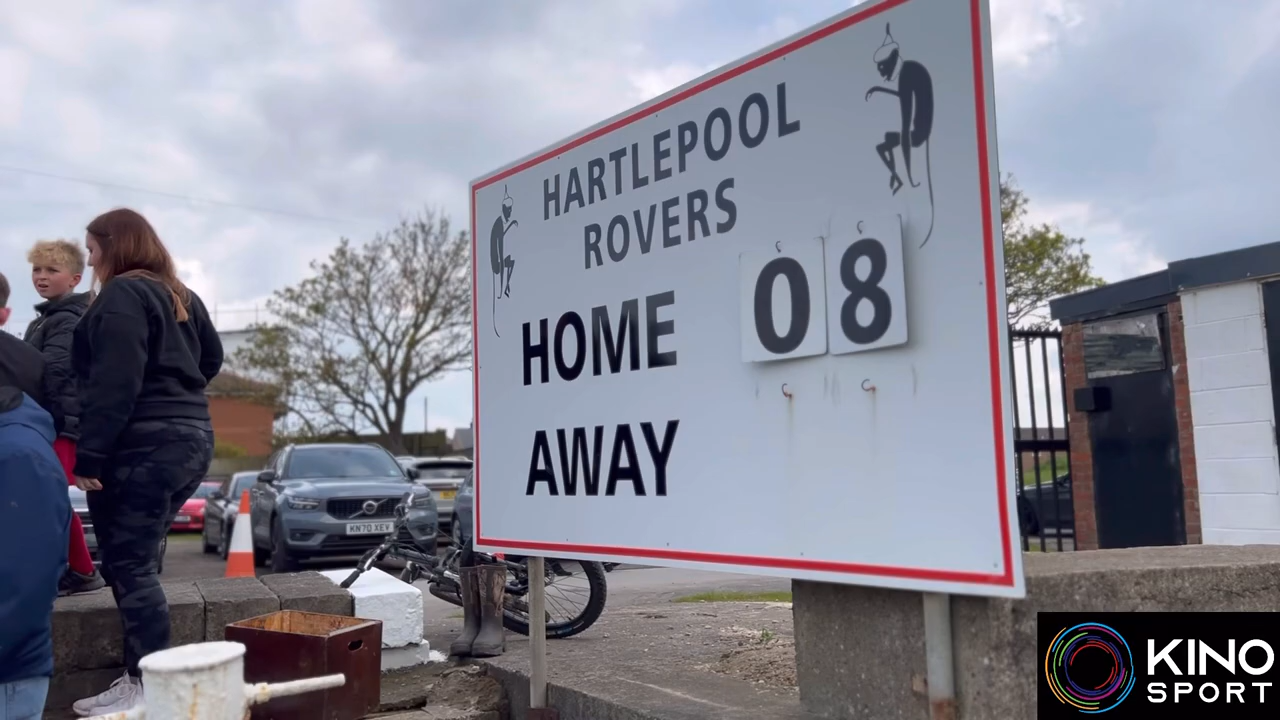 HARTLEPOOL
ROVERS
HOME 08
AWAY
KN70 XEV
KINO
SPORT